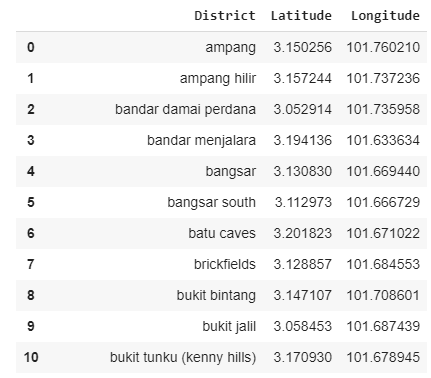 District Latitude Longitude
0 ampang 3.150256 101.760210
1 ampang hilir 3.157244 101.737236
2 bandar damai perdana 3.052914 101.735958
3 bandar menjalara 3.194136 101.633634
4 bangsar 3.130830 101.669440
5 bangsar south 3.112973 101.666729
6 batu caves 3.201823 101.671022
7 brickfields 3.128857 101.684553
8 bukit bintang 3.147107 101.708601
9 bukit jalil 3.058453 101.687439
10 bukit tunku (kenny hills) 3.170930 101.678945